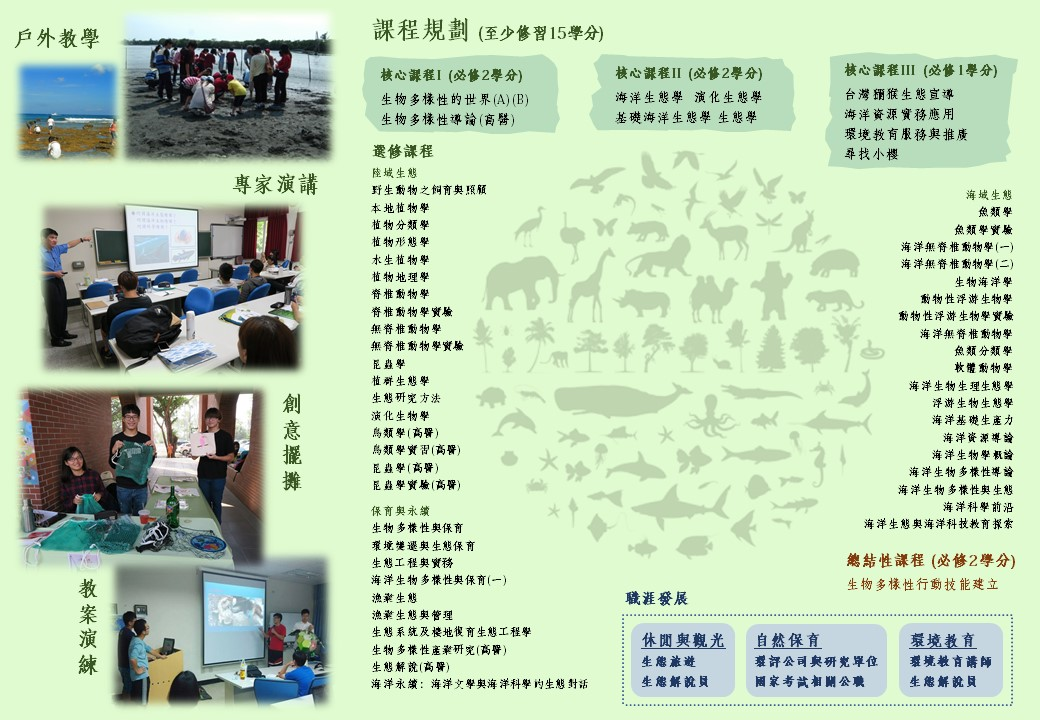 戶外教學
專家演講
創意擺攤
教案演練
課程規劃 (至少修習15學分)
核心課程I (必修2學分)
生物多樣性的世界(A)(B)
生物多樣性導論(高醫)
核心課程II (必修2學分)
海洋生態學 演化生態學
基礎海洋生態學 生態學
核心課程III (必修1學分)
台灣獼猴生態宣導
海洋資源實務應用
環境教育服務與推廣
尋找小櫻
選修課程
陸域生態
野生動物之飼育與照顧
本地植物學
植物分類學
植物形態學
水生植物學
植物地理學
脊椎動物學
脊椎動物學實驗
無脊椎動物學
無脊椎動物學實驗
昆蟲學
植群生態學
生態研究方法
演化生物學
鳥類學(高醫)
鳥類學實習(高醫)
昆蟲學(高醫)
昆蟲學實驗(高醫)
保育與永續
生物多樣性與保育
環境變遷與生態保育
生態工程與實務
海洋生物多樣性與保育(一)
漁業生態
漁業生態與管理
生態系統及棲地復育生態工程學
生物多樣性產業研究(高醫)
生態解說(高醫)
海洋永續: 海洋文學與海洋科學的生態對話
海域生態
魚類學
魚類學實驗
海洋無脊椎動物學(一)
海洋無脊椎動物學(二)
生物海洋學
動物性浮游生物學
動物性浮游生物學實驗
海洋無脊椎動物學
魚類分類學
軟體動物學
海洋生物生理生態學
浮游生物生態學
海洋基礎生產力
海洋資源導論
海洋生物學概論
海洋生物多樣性導論
海洋生物多樣性與生態
海洋科學前沿
海洋生態與海洋科技教育探索
總結性課程 (必修2學分)
生物多樣性行動技能建立
職涯發展
休閒與觀光
生態旅遊
生態解說員
自然保育
環評公司與研究單位
國家考試相關公職
環境教育
環境教育講師
生態解說員